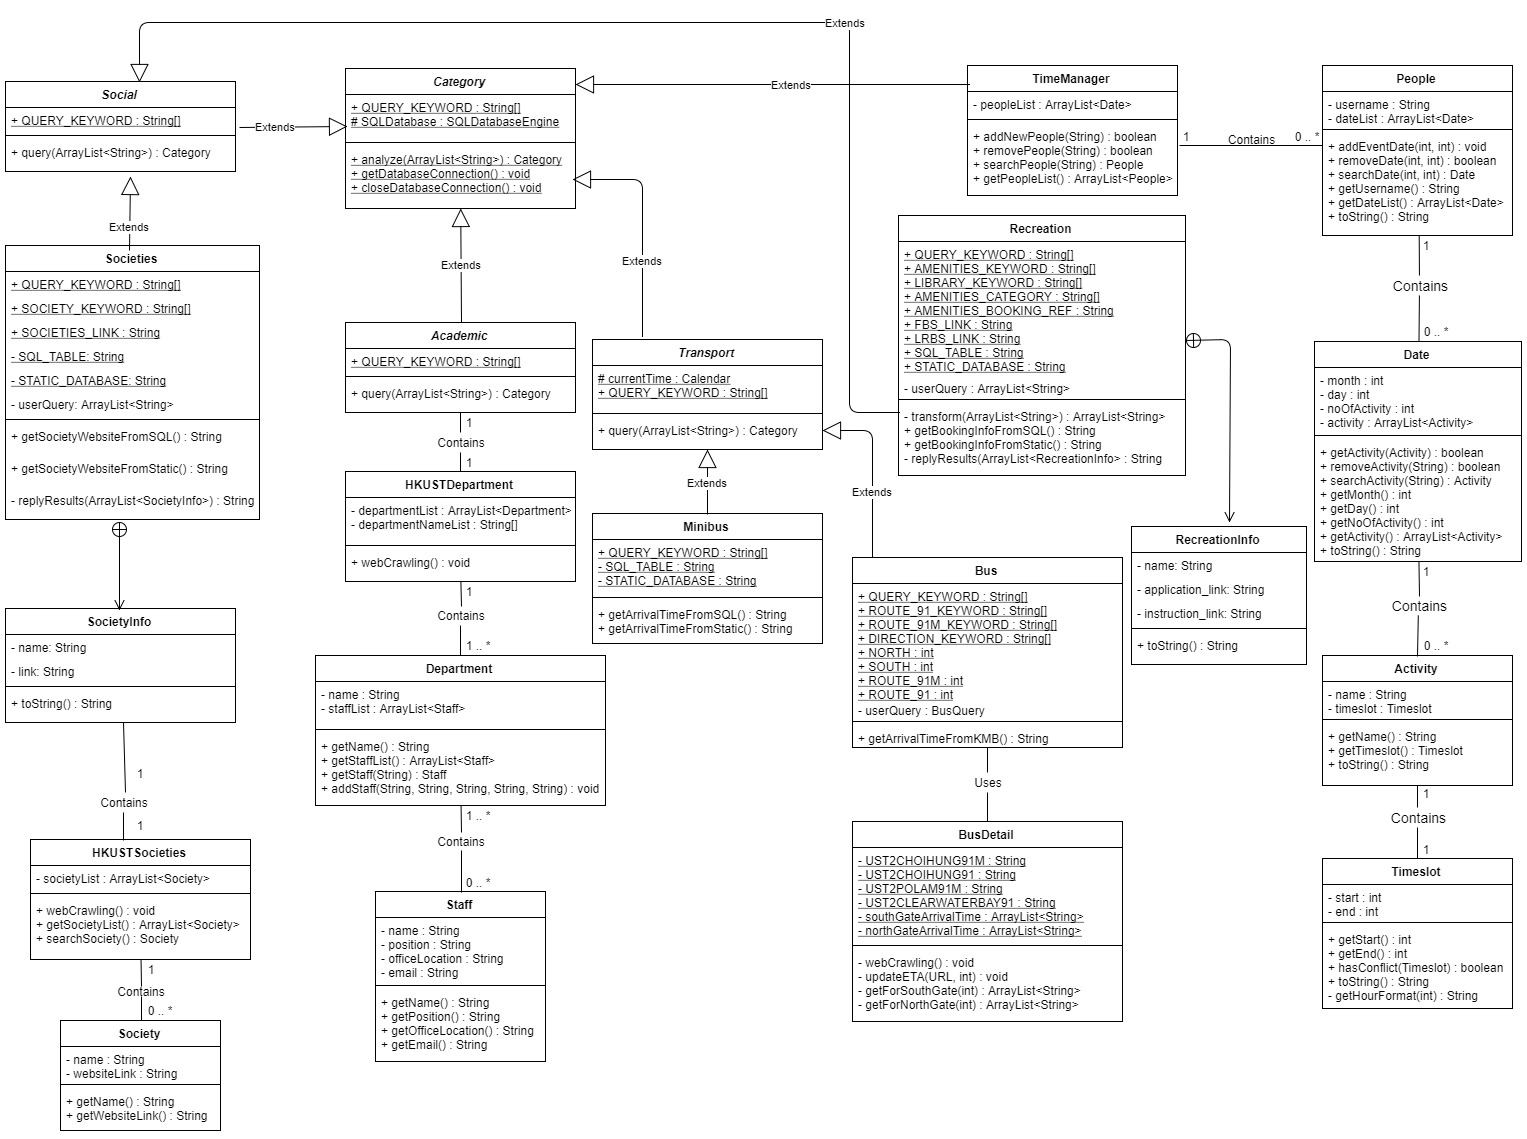 Extends
Social
+ QUERY_KEYWORD : String[]
+ query(ArrayList<String>) : Category
Extends
Category
+ QUERY_KEYWORD : String[]
# SQLDatabase : SQLDatabaseEngine
+ analyze(ArrayList<String>) : Category
+ getDatabaseConnection() : void
+ closeDatabaseConnection() : void
Extends
TimeManager
- peopleList : ArrayList<Date>
+ addNewPeople(String) : boolean
+ removePeople(String) : boolean
+ searchPeople(String) : People
+ getPeopleList() : ArrayList<People>
1
Contains
0 .. *
People
- username : String
- dateList : ArrayList<Date>
+ addEventDate(int, int) : void
+ removeDate(int, int) : boolean
+ searchDate(int, int) : Date
+ getUsername() : String
+ getDateList() : ArrayList<Date>
+ toString() : String
Extends
Societies
+ QUERY_KEYWORD : String[]
+ SOCIETY_KEYWORD : String[]
+ SOCIETIES_LINK : String
- SQL_TABLE: String
- STATIC_DATABASE: String
- userQuery: ArrayList<String>
+ getSocietyWebsiteFromSQL() : String
+ getSocietyWebsiteFromStatic() : String
- replyResults(ArrayList<SocietyInfo>) : String
Extends
Academic
+ QUERY_KEYWORD : String[]
+ query(ArrayList<String>) : Category
1
Contains
1
HKUSTDepartment
- departmentList : ArrayList<Department>
- departmentNameList : String[]
+ webCrawling() : void
1
Contains
1 .. *
Department
- name : String
- staffList : ArrayList<Staff>
+ getName() : String
+ getStaffList() : ArrayList<Staff>
+ getStaff(String) : Staff
+ addStaff(String, String, String, String, String) : void
1 .. *
Contains
0 .. *
Staff
- name : String
- position : String
- officeLocation : String
- email : String
+ getName() : String
+ getPosition() : String
+ getOfficeLocation() : String
+ getEmail() : String
Extends
Transport
# currentTime : Calendar
+ QUERY_KEYWORD : String[]
+ query(ArrayList<String>) : Category
Extends
Minibus
+ QUERY_KEYWORD : String[]
- SQL_TABLE : String
- STATIC_DATABASE : String
+ getArrivalTimeFromSQL() : String
+ getArrivalTimeFromStatic() : String
Extends
Bus
+ QUERY_KEYWORD : String[]
+ ROUTE_91_KEYWORD : String[]
+ ROUTE_91M_KEYWORD : String[]
+ DIRECTION_KEYWORD : String[]
+ NORTH : int
+ SOUTH : int
+ ROUTE_91M : int
+ ROUTE_91 : int
- userQuery : BusQuery
+ getArrivalTimeFromKMB() : String
Uses
BusDetail
- UST2CHOIHUNG91M : String
- UST2CHOIHUNG91 : String
- UST2POLAM91M : String
- UST2CLEARWATERBAY91 : String
- southGateArrivalTime : ArrayList<String>
- northGateArrivalTime : ArrayList<String>
- webCrawling() : void
- updateETA(URL, int) : void
- getForSouthGate(int) : ArrayList<String>
- getForNorthGate(int) : ArrayList<String>
Recreation
+ QUERY_KEYWORD : String[]
+ AMENITIES_KEYWORD : String[]
+ LIBRARY_KEYWORD : String[]
+ AMENITIES_CATEGORY : String[]
+ AMENITIES_BOOKING_REF : String
+ FBS_LINK : String
+ LRBS_LINK : String
+ SQL_TABLE : String
+ STATIC_DATABASE : String
- userQuery : ArrayList<String>
- transform(ArrayList<String>) : ArrayList<String>
+ getBookingInfoFromSQL() : String
+ getBookingInfoFromStatic() : String
- replyResults(ArrayList<RecreationInfo> : String
RecreationInfo
- name: String
- application_link: String
- instruction_link: String
+ toString() : String
1
Contains
0 .. *
Date
- month : int
- day : int
- noOfActivity : int
- activity : ArrayList<Activity>
+ getActivity(Activity) : boolean
+ removeActivity(String) : boolean
+ searchActivity(String) : Activity
+ getMonth() : int
+ getDay() : int
+ getNoOfActivity() : int
+ getActivity() : ArrayList<Activity>
+ toString() : String
1
Contains
0 .. *
Activity
- name : String
- timeslot : Timeslot
+ getName() : String
+ getTimeslot() : Timeslot
+ toString() : String
1
Contains
1
Timeslot
- start : int
- end : int
+ getStart() : int
+ getEnd() : int
+ hasConflict(Timeslot) : boolean
+ toString() : String
- getHourFormat(int) : String
SocietyInfo
- name: String
- link: String
+ toString() : String
1
Contains
1
HKUSTSocieties
- societyList : ArrayList<Society>
+ webCrawling() : void
+ getSocietyList() : ArrayList<Society>
+ searchSociety() : Society
1
Contains
0 .. *
Society
- name : String
- websiteLink : String
+ getName() : String
+ getWebsiteLink() : String